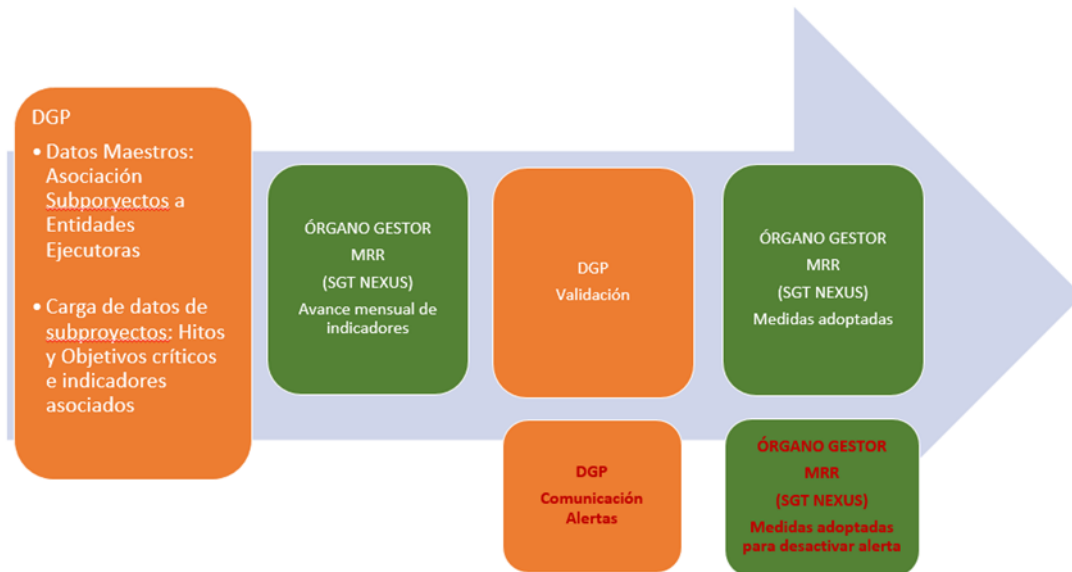 DGP
• Datos Maestros:
Asociación
Subporyectos a
Entidades
Ejecutoras
• Carga de datos de
subproyectos: Hitos
y Objetivos críticos
e indicadores
asociados
ÓRGANO GESTOR
MRR
(SGT NEXUS)
Avance mensual de
indicadores
DGP
Validación
ÓRGANO GESTOR
MRR
(SGT NEXUS)
Medidas adoptadas
DGP
Comunicación
Alertas
ÓRGANO GESTOR
MRR
(SGT NEXUS)
Medidas adoptadas
para desactivar alerta